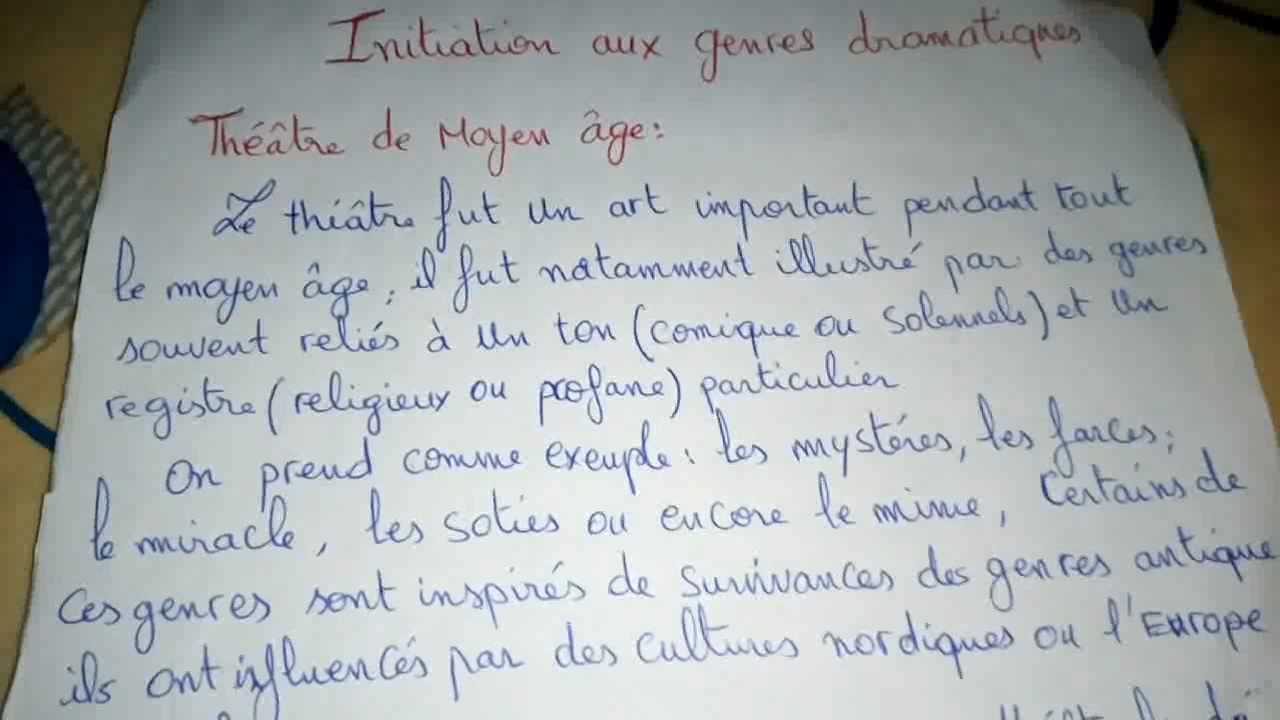 Initiation aux genres dramatiques
Théâtre de Moyen âge:
Le théâtre fut un art important pendant tout
le moyen âge, il fut notamment illustré par des genres
souvent reliés à un ton (comique ou solennels) et un
registre (religieux ou profane) particulier
On prend comme exemple: les mystéres, les farces;
le miracle, les soties ou encore le mime, Certains de
Ces genres sont inspirés de survivances des genres antique
ils ont influencés par des cultures nordiques ou l'Europe